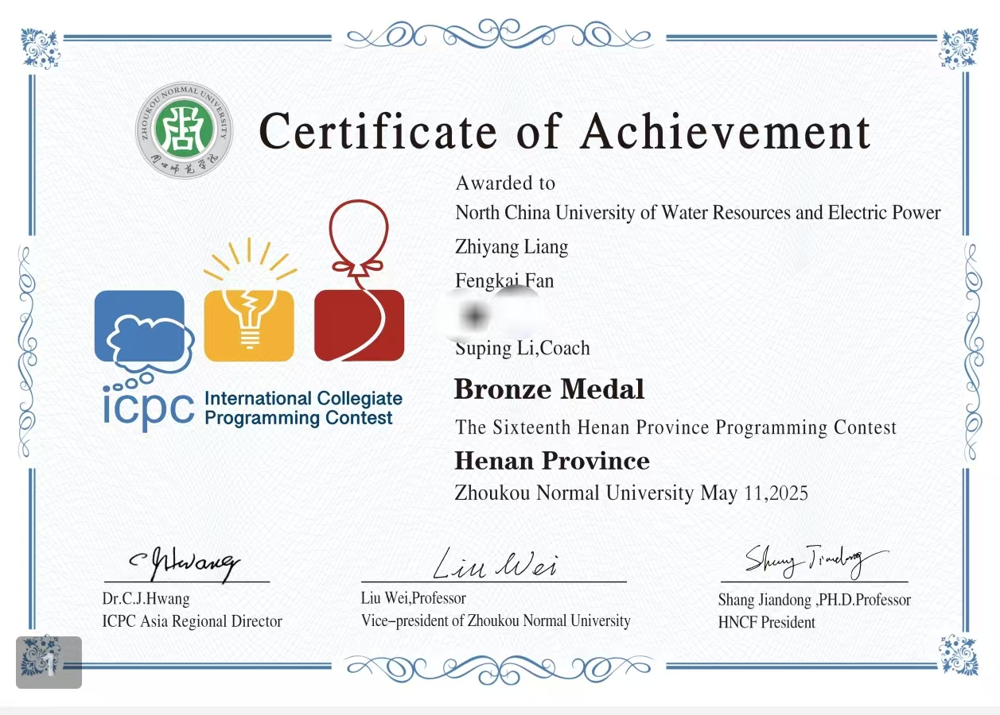 ZHOUKOU NORMAL UNIVERSITY
周口师范学院
Certificate of Achievement
Awarded to
North China University of Water Resources and Electric Power
Zhiyang Liang
Fengkai Fan
Suping Li,Coach
Bronze Medal
The Sixteenth Henan Province Programming Contest
Henan Province
Zhoukou Normal University May 11,2025
icpc
International Collegiate
Programming Contest
C J Hwang
Liu Wei
Shang Jiandong
Dr.C.J.Hwang
ICPC Asia Regional Director
Liu Wei,Professor
Vice-president of Zhoukou Normal University
Shang Jiandong ,PH.D.Professor
HNCF President
1